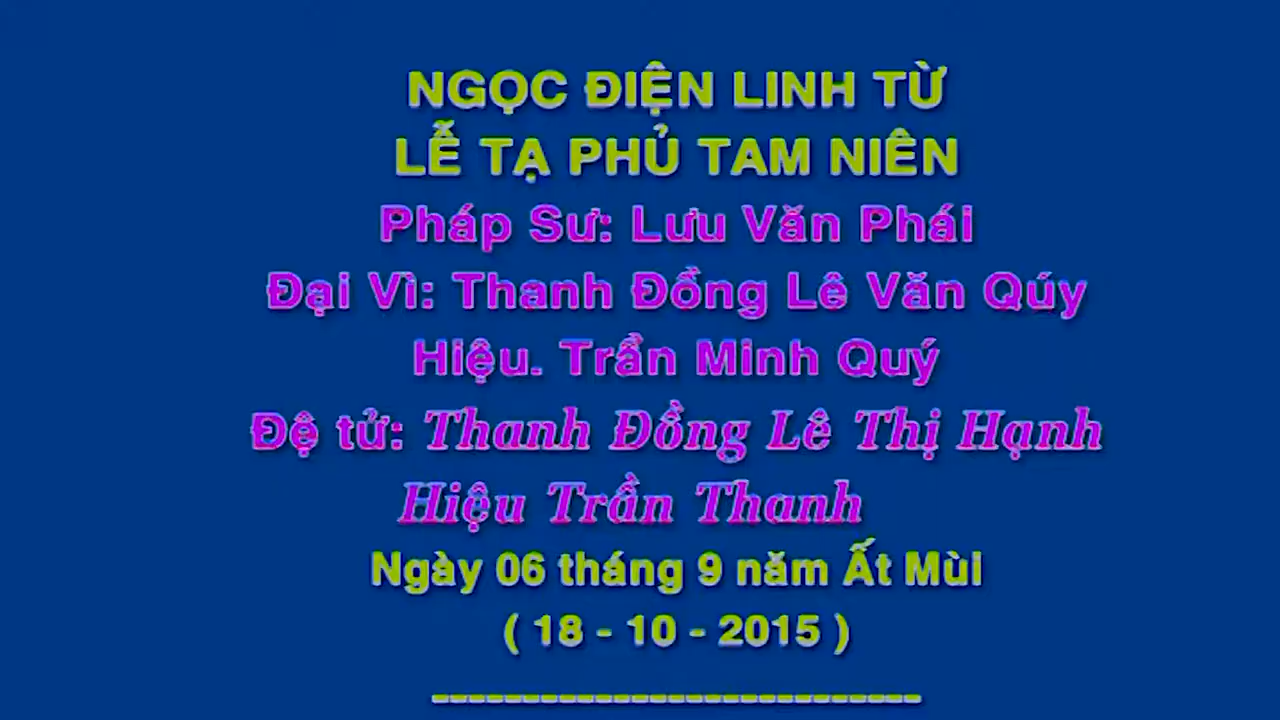 NGỌC ĐIỆN LINH TỪ
LỄ TẠ PHỦ TAM NIÊN
Pháp Sư: Lưu Văn Phái
Đại Vì: Thanh Đồng Lê Văn Qúy
Hiệu. Trần Minh Quý
Đệ tử: Thanh Đồng Lê Thị Hạnh
Hiệu Trần Thanh
Ngày 06 tháng 9 năm Ất Mùi
( 18 - 10 - 2015 )
---------------------------